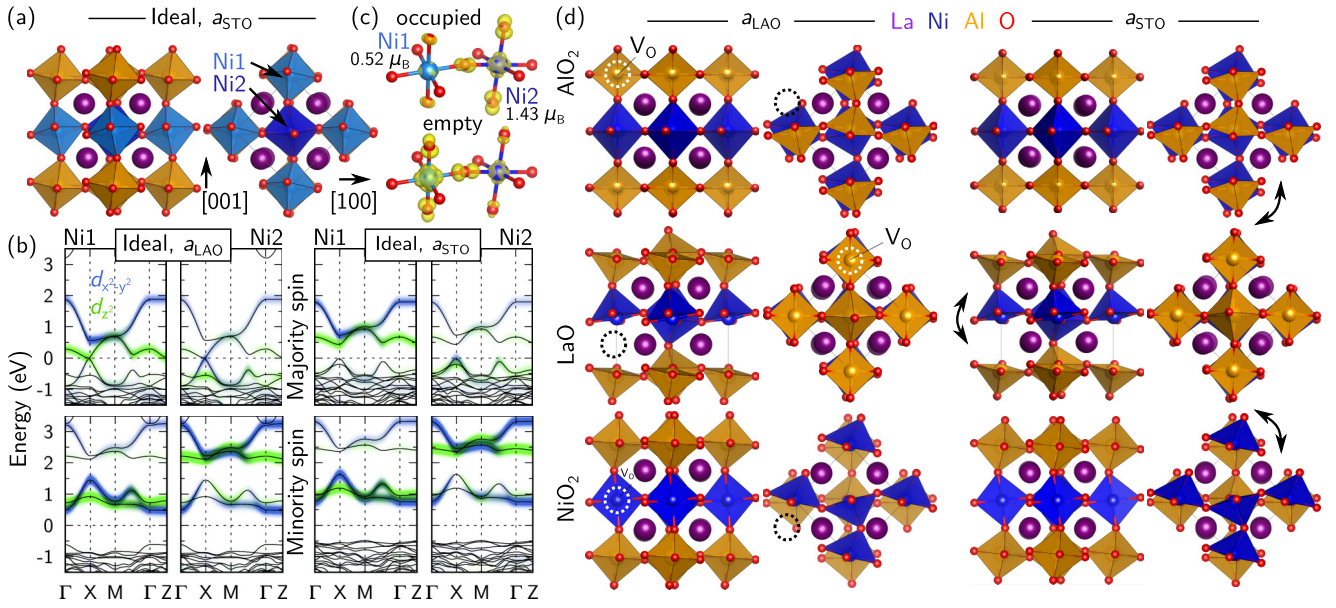 (a)
Ideal, aSTO
Ni1
Ni2
[001]
[100]
(c)
occupied
Ni1
0.52 μB
Ni2
1.43 μB
empty
(b)
Ni1
Ideal, aLAO
Ni2
Ni1
Ideal, aSTO
Ni2
Energy (eV)
3
2
1
0
-1
dx²-y²
dz²
Majority spin
3
2
1
0
-1
Minority spin
Γ X M Γ Z
Γ X M Γ Z
Γ X M Γ Z
Γ X M Γ Z
(d)
aLAO
La Ni Al O
aSTO
AlO₂
VO
LaO
VO
NiO₂
VO